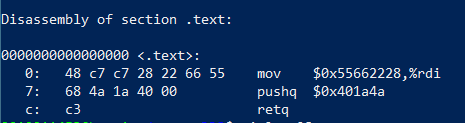 Disassembly of section .text:
0000000000000000 <.text>:
0: 48 c7 c7 28 22 66 55 mov $0x55662228,%rdi
7: 68 4a 1a 40 00 pushq $0x401a4a
c: c3 retq